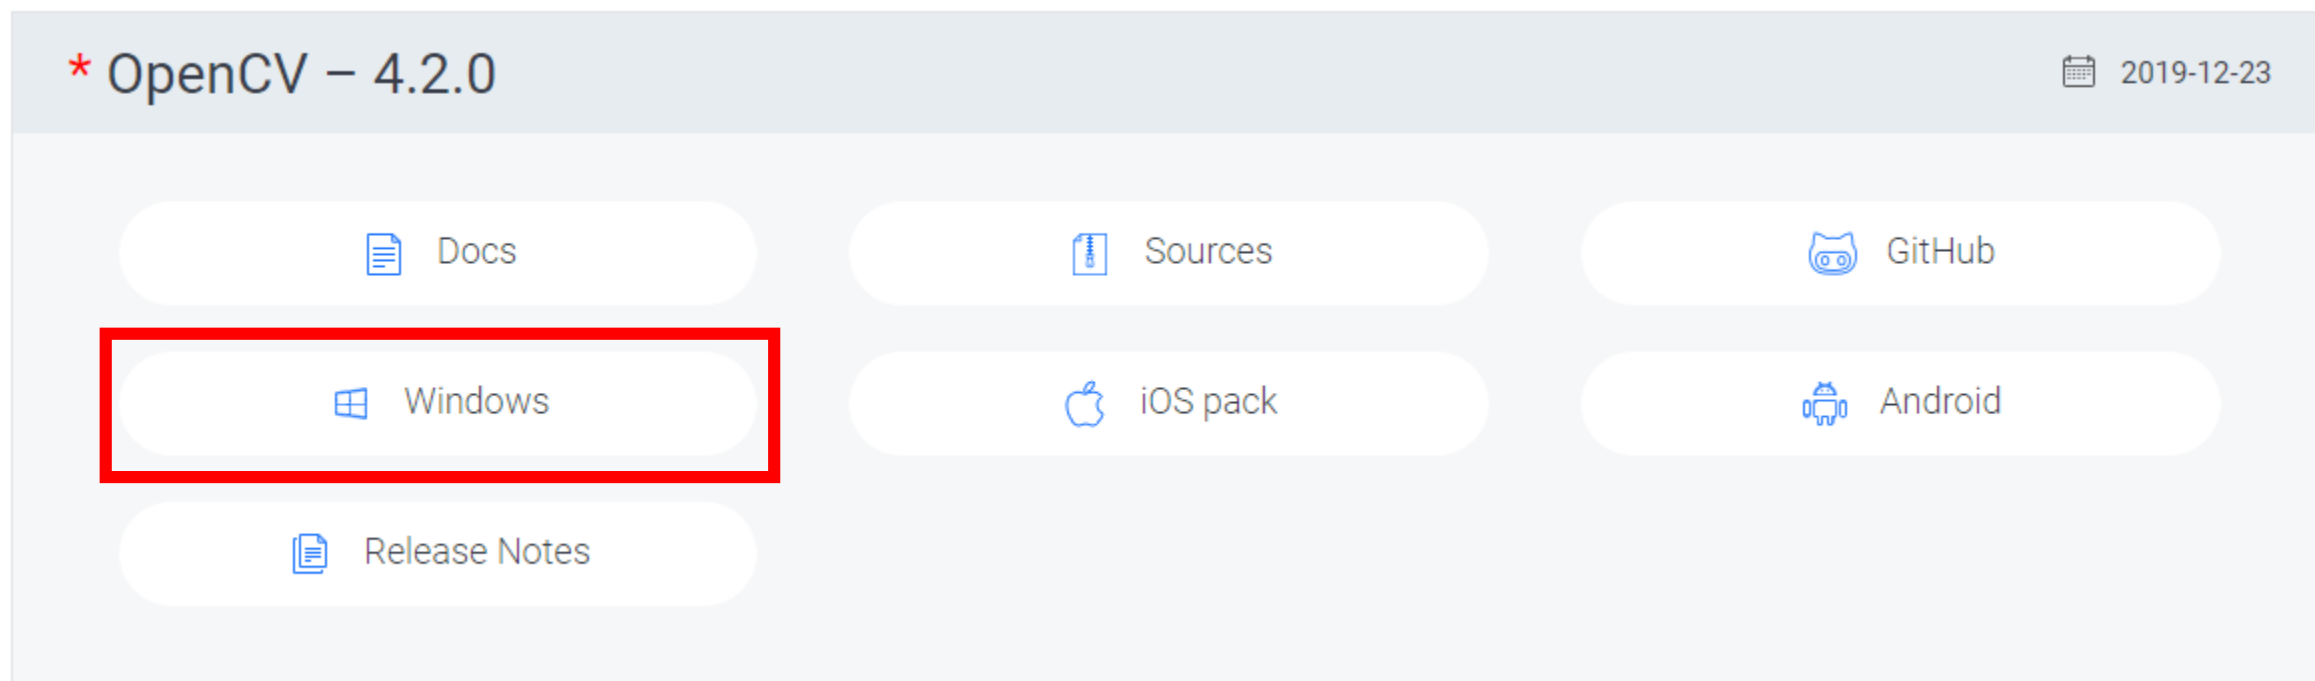 * OpenCV – 4.2.0
2019-12-23
Docs
Sources
GitHub
Windows
iOS pack
Android
Release Notes